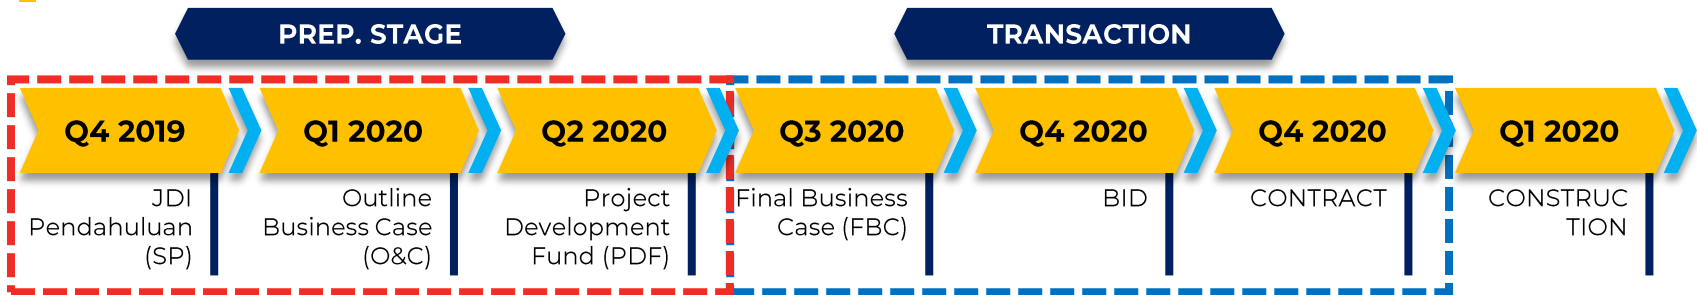 PREP. STAGE
TRANSACTION
Q4 2019
Q1 2020
Q2 2020
Q3 2020
Q4 2020
Q4 2020
Q1 2020
JDI
Pendahuluan
(SP)
Outline
Business Case
(O&C)
Project
Development
Fund (PDF)
Final Business
Case (FBC)
BID
CONTRACT
CONSTRUC
TION